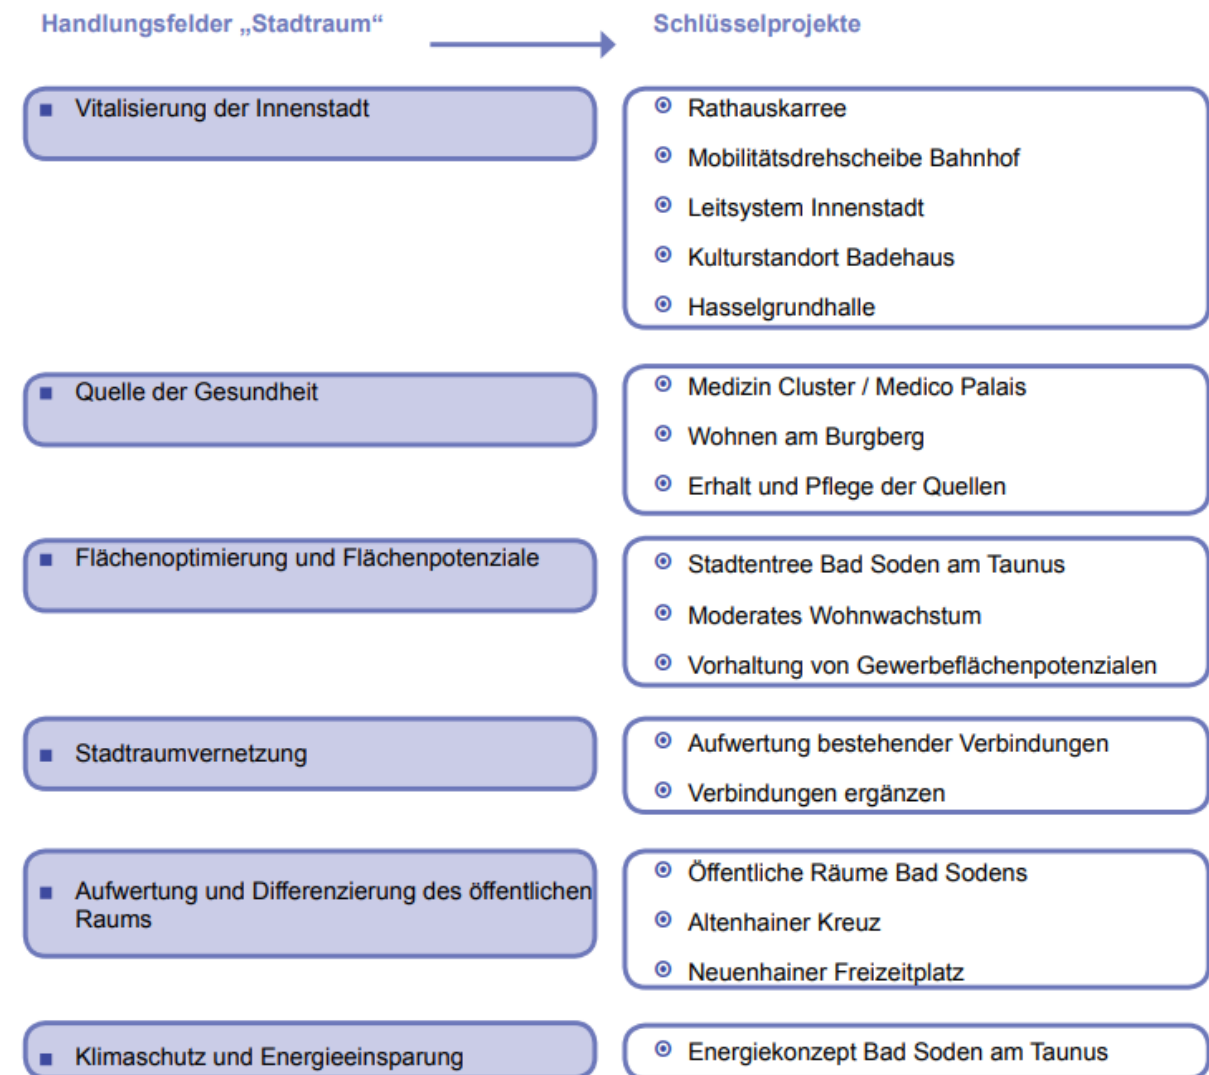 Handlungsfelder „Stadtraum“
Schlüsselprojekte
Vitalisierung der Innenstadt
Rathauskarree
Mobilitätsdrehscheibe Bahnhof
Leitsystem Innenstadt
Kulturstandort Badehaus
Hasselgrundhalle
Quelle der Gesundheit
Medizin Cluster / Medico Palais
Wohnen am Burgberg
Erhalt und Pflege der Quellen
Flächenoptimierung und Flächenpotenziale
Stadtentree Bad Soden am Taunus
Moderates Wohnwachstum
Vorhaltung von Gewerbeflächenpotenzialen
Stadtraumvernetzung
Aufwertung bestehender Verbindungen
Verbindungen ergänzen
Aufwertung und Differenzierung des öffentlichen
Raums
Öffentliche Räume Bad Sodens
Altenhainer Kreuz
Neuenhainer Freizeitplatz
Klimaschutz und Energieeinsparung
Energiekonzept Bad Soden am Taunus